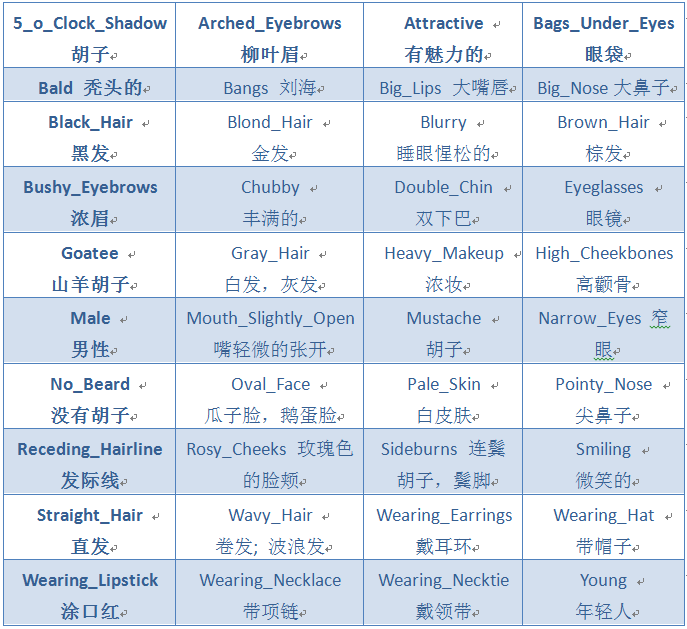 5_o_Clock_Shadow
胡子
Arched_Eyebrows
柳叶眉
Attractive
有魅力的
Bags_Under_Eyes
眼袋
Bald 秃头的
Bangs 刘海
Big_Lips 大嘴唇
Big_Nose大鼻子
Black_Hair
黑发
Blond_Hair
金发
Blurry
睡眼惺松的
Brown_Hair
棕发
Bushy_Eyebrows
浓眉
Chubby
丰满的
Double_Chin
双下巴
Eyeglasses
眼镜
Goatee
山羊胡子
Gray_Hair
白发，灰发
Heavy_Makeup
浓妆
High_Cheekbones
高颧骨
Male
男性
Mouth_Slightly_Open
嘴轻微的张开
Mustache
胡子
Narrow_Eyes 窄
眼
No_Beard
没有胡子
Oval_Face
瓜子脸，鹅蛋脸
Pale_Skin
白皮肤
Pointy_Nose
尖鼻子
Receding_Hairline
发际线
Rosy_Cheeks 玫瑰色
的脸颊
Sideburns 连鬓
胡子，鬓脚
Smiling
微笑的
Straight_Hair
直发
Wavy_Hair
卷发; 波浪发
Wearing_Earrings
戴耳环
Wearing_Hat
带帽子
Wearing_Lipstick
涂口红
Wearing_Necklace
带项链
Wearing_Necktie
戴领带
Young
年轻人